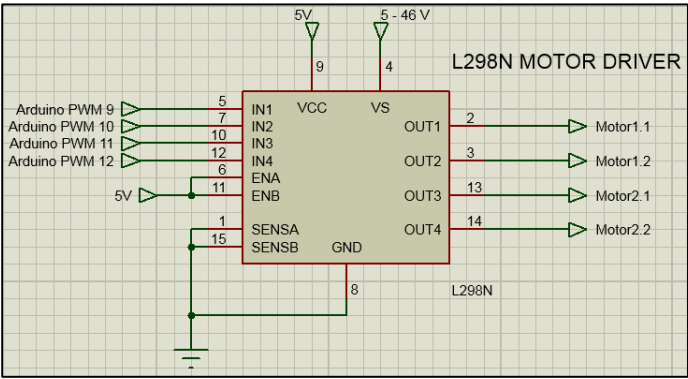 5V
5 - 46 V
L298N MOTOR DRIVER
9
4
Arduino PWM 9
5
IN1
VCC
VS
Arduino PWM 10
7
IN2
OUT1
2
Motor1.1
Arduino PWM 11
10
IN3
Arduino PWM 12
12
IN4
OUT2
3
Motor1.2
6
ENA
5V
11
ENB
OUT3
13
Motor2.1
1
SENSA
OUT4
14
Motor2.2
15
SENSB
GND
8
L298N